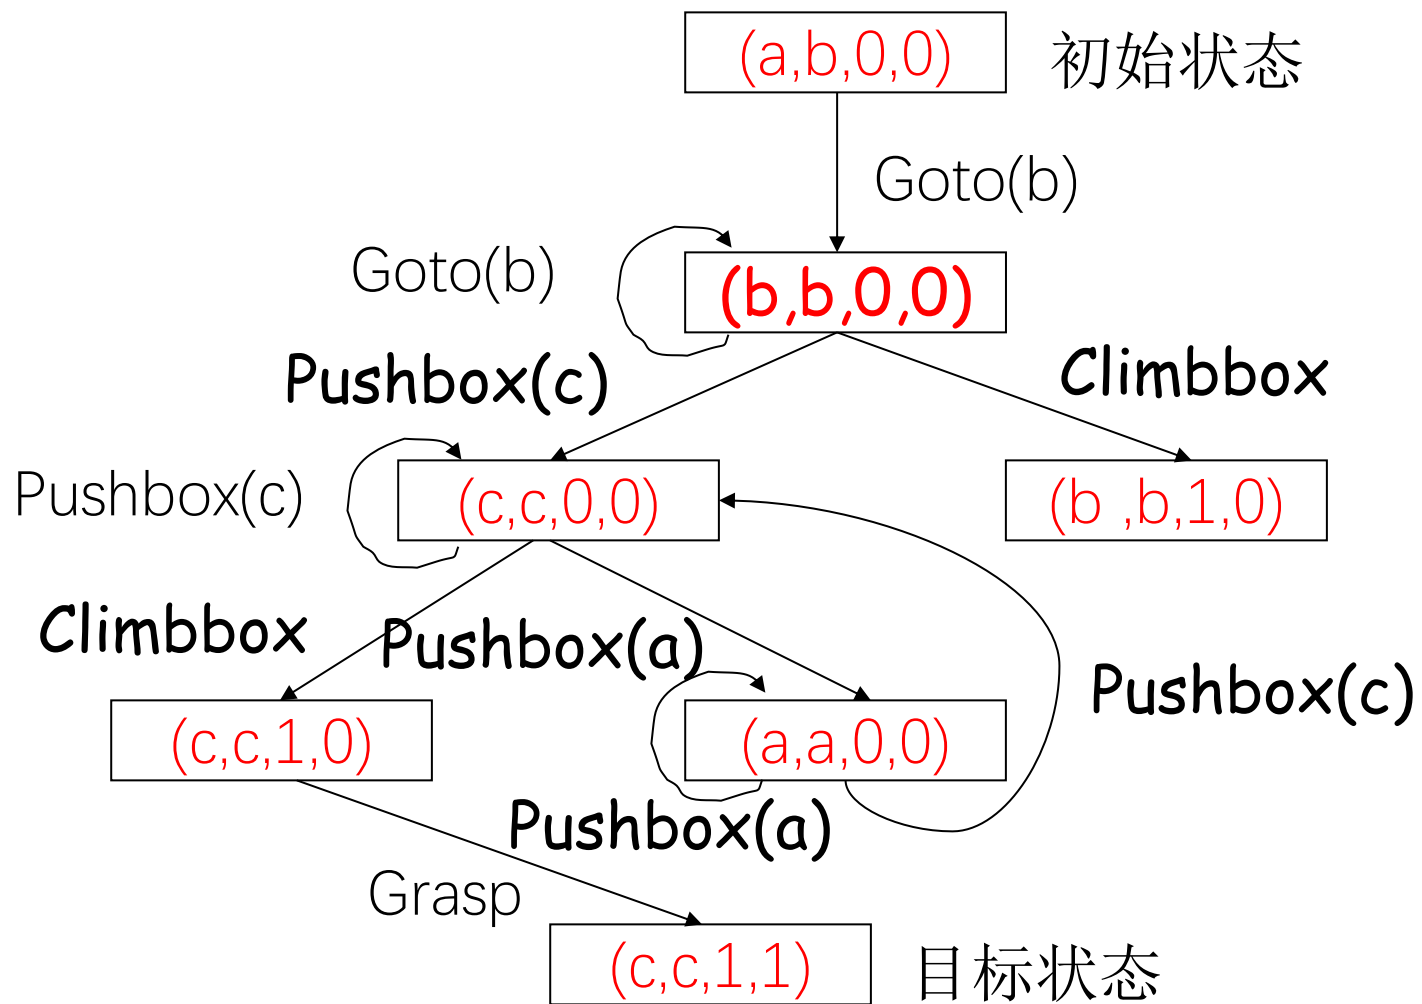 (a,b,0,0) 初始状态
Goto(b)
Goto(b)
(b,b,0,0)
Pushbox(c)
Climbbox
Pushbox(c)
(c,c,0,0)
(b ,b,1,0)
Climbbox
Pushbox(a)
Pushbox(c)
(c,c,1,0)
(a,a,0,0)
Pushbox(a)
Grasp
(c,c,1,1) 目标状态